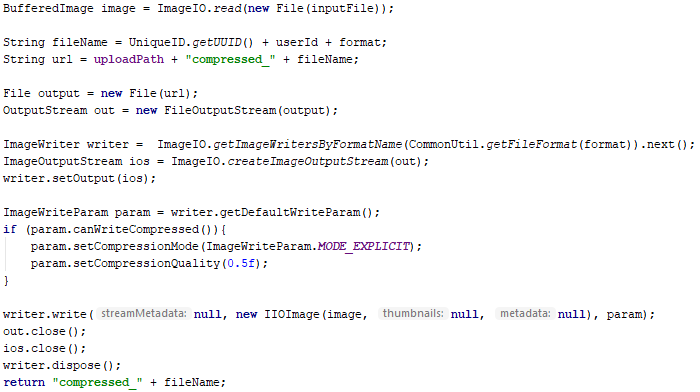 BufferedImage image = ImageIO.read(new File(inputFile));
String fileName = UniqueID.getUUID() + userId + format;
String url = uploadPath + "compressed_" + fileName;
File output = new File(url);
OutputStream out = new FileOutputStream(output);
ImageWriter writer =  ImageIO.getImageWritersByFormatName(CommonUtil.getFileFormat(format)).next();
ImageOutputStream ios = ImageIO.createImageOutputStream(out);
writer.setOutput(ios);
ImageWriteParam param = writer.getDefaultWriteParam();
if (param.canWriteCompressed()){
    param.setCompressionMode(ImageWriteParam.MODE_EXPLICIT);
    param.setCompressionQuality(0.5f);
}
writer.write( streamMetadata: null, new IIOImage(image, thumbnails: null, metadata: null), param);
out.close();
ios.close();
writer.dispose();
return "compressed_" + fileName;